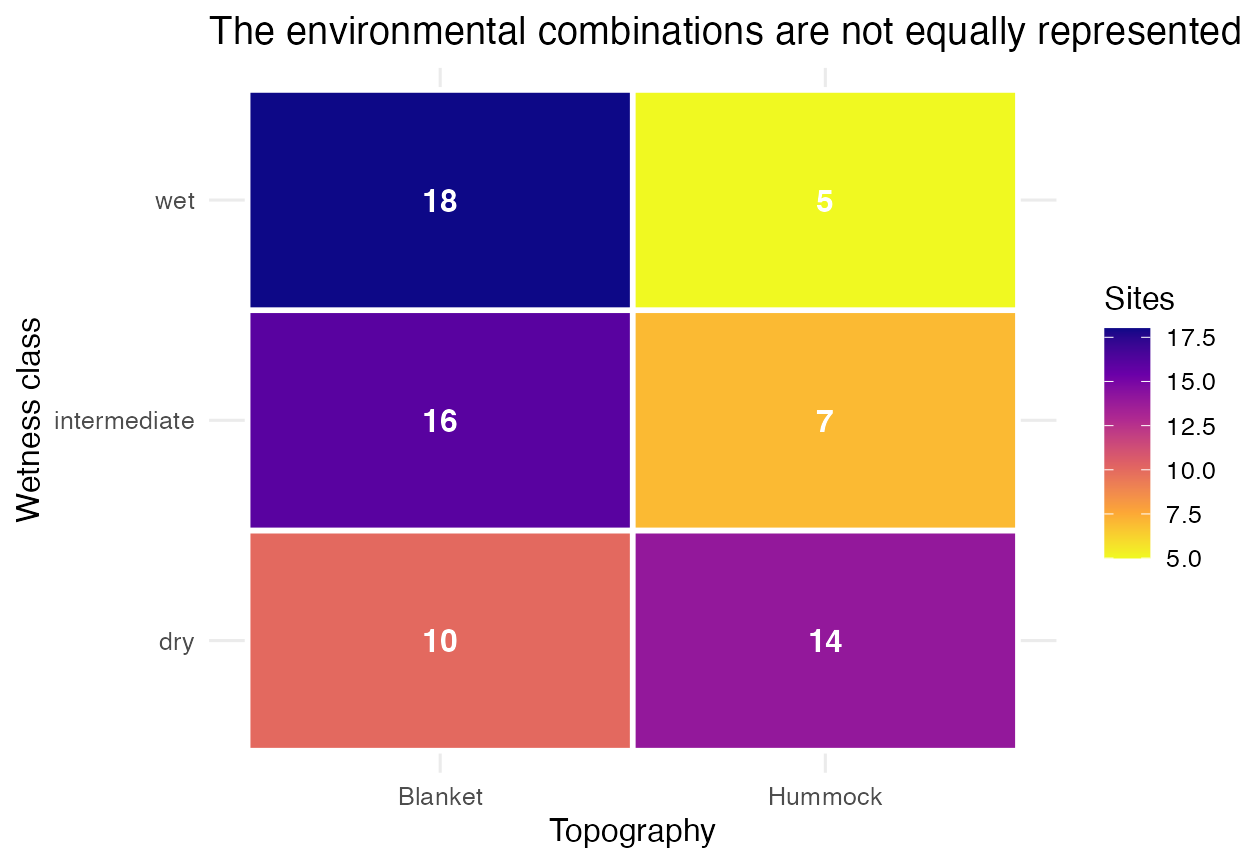 The environmental combinations are not equally represented
wet
18
5
intermediate
16
7
dry
10
14
Blanket
Hummock
Topography
Wetness class
Sites
17.5
15.0
12.5
10.0
7.5
5.0